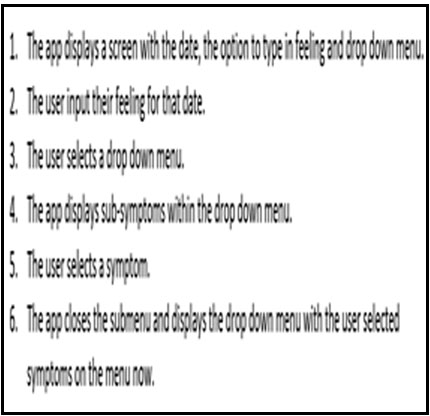 1. The app displays a screen with the date, the option to type in feeling and drop down menu.
2. The user input their feeling for that date.
3. The user selects a drop down menu.
4. The app displays sub-symptoms within the drop down menu.
5. The user selects a symptom.
6. The app closes the submenu and displays the drop down menu with the user selected
symptoms on the menu now.